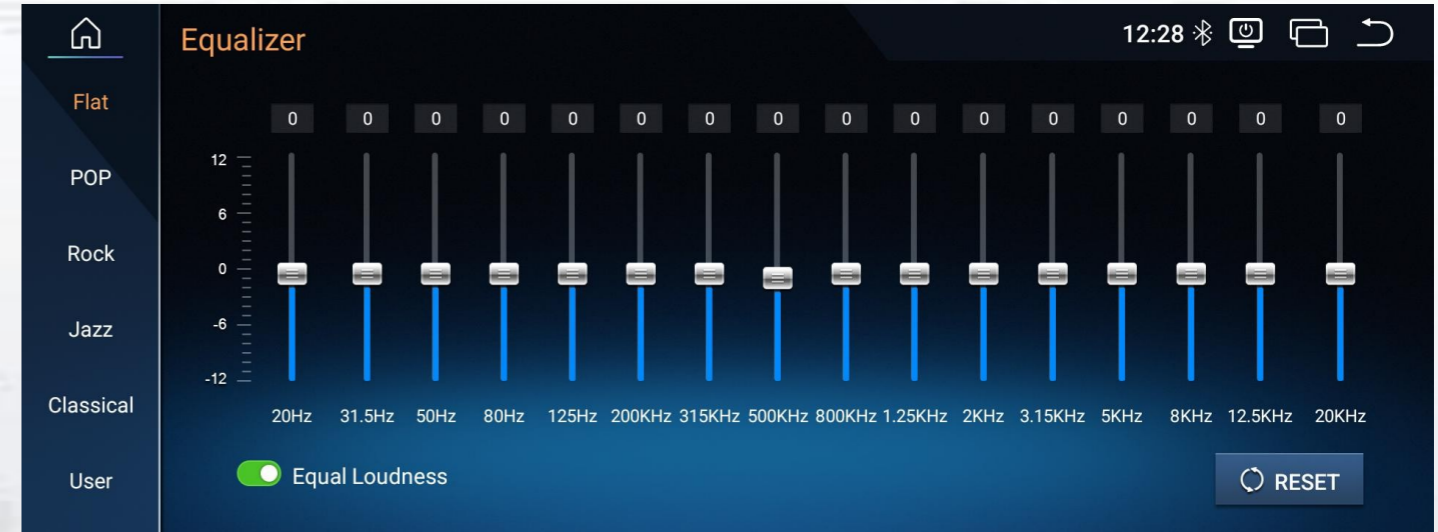 Equalizer 12:28
Flat
0 0 0 0 0 0 0 0 0 0 0 0 0 0 0 0
12
POP
6
Rock
0
Jazz
-6
-12
Classical
20Hz 31.5Hz 50Hz 80Hz 125Hz 200KHz 315KHz 500KHz 800KHz 1.25KHz 2KHz 3.15KHz 5KHz 8KHz 12.5KHz 20KHz
User
Equal Loudness
RESET